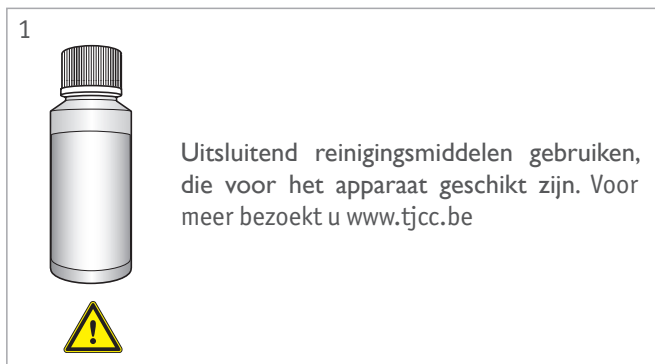 1
Uitsluitend reinigingsmiddelen gebruiken,
die voor het apparaat geschikt zijn. Voor
meer bezoekt u www.tjcc.be